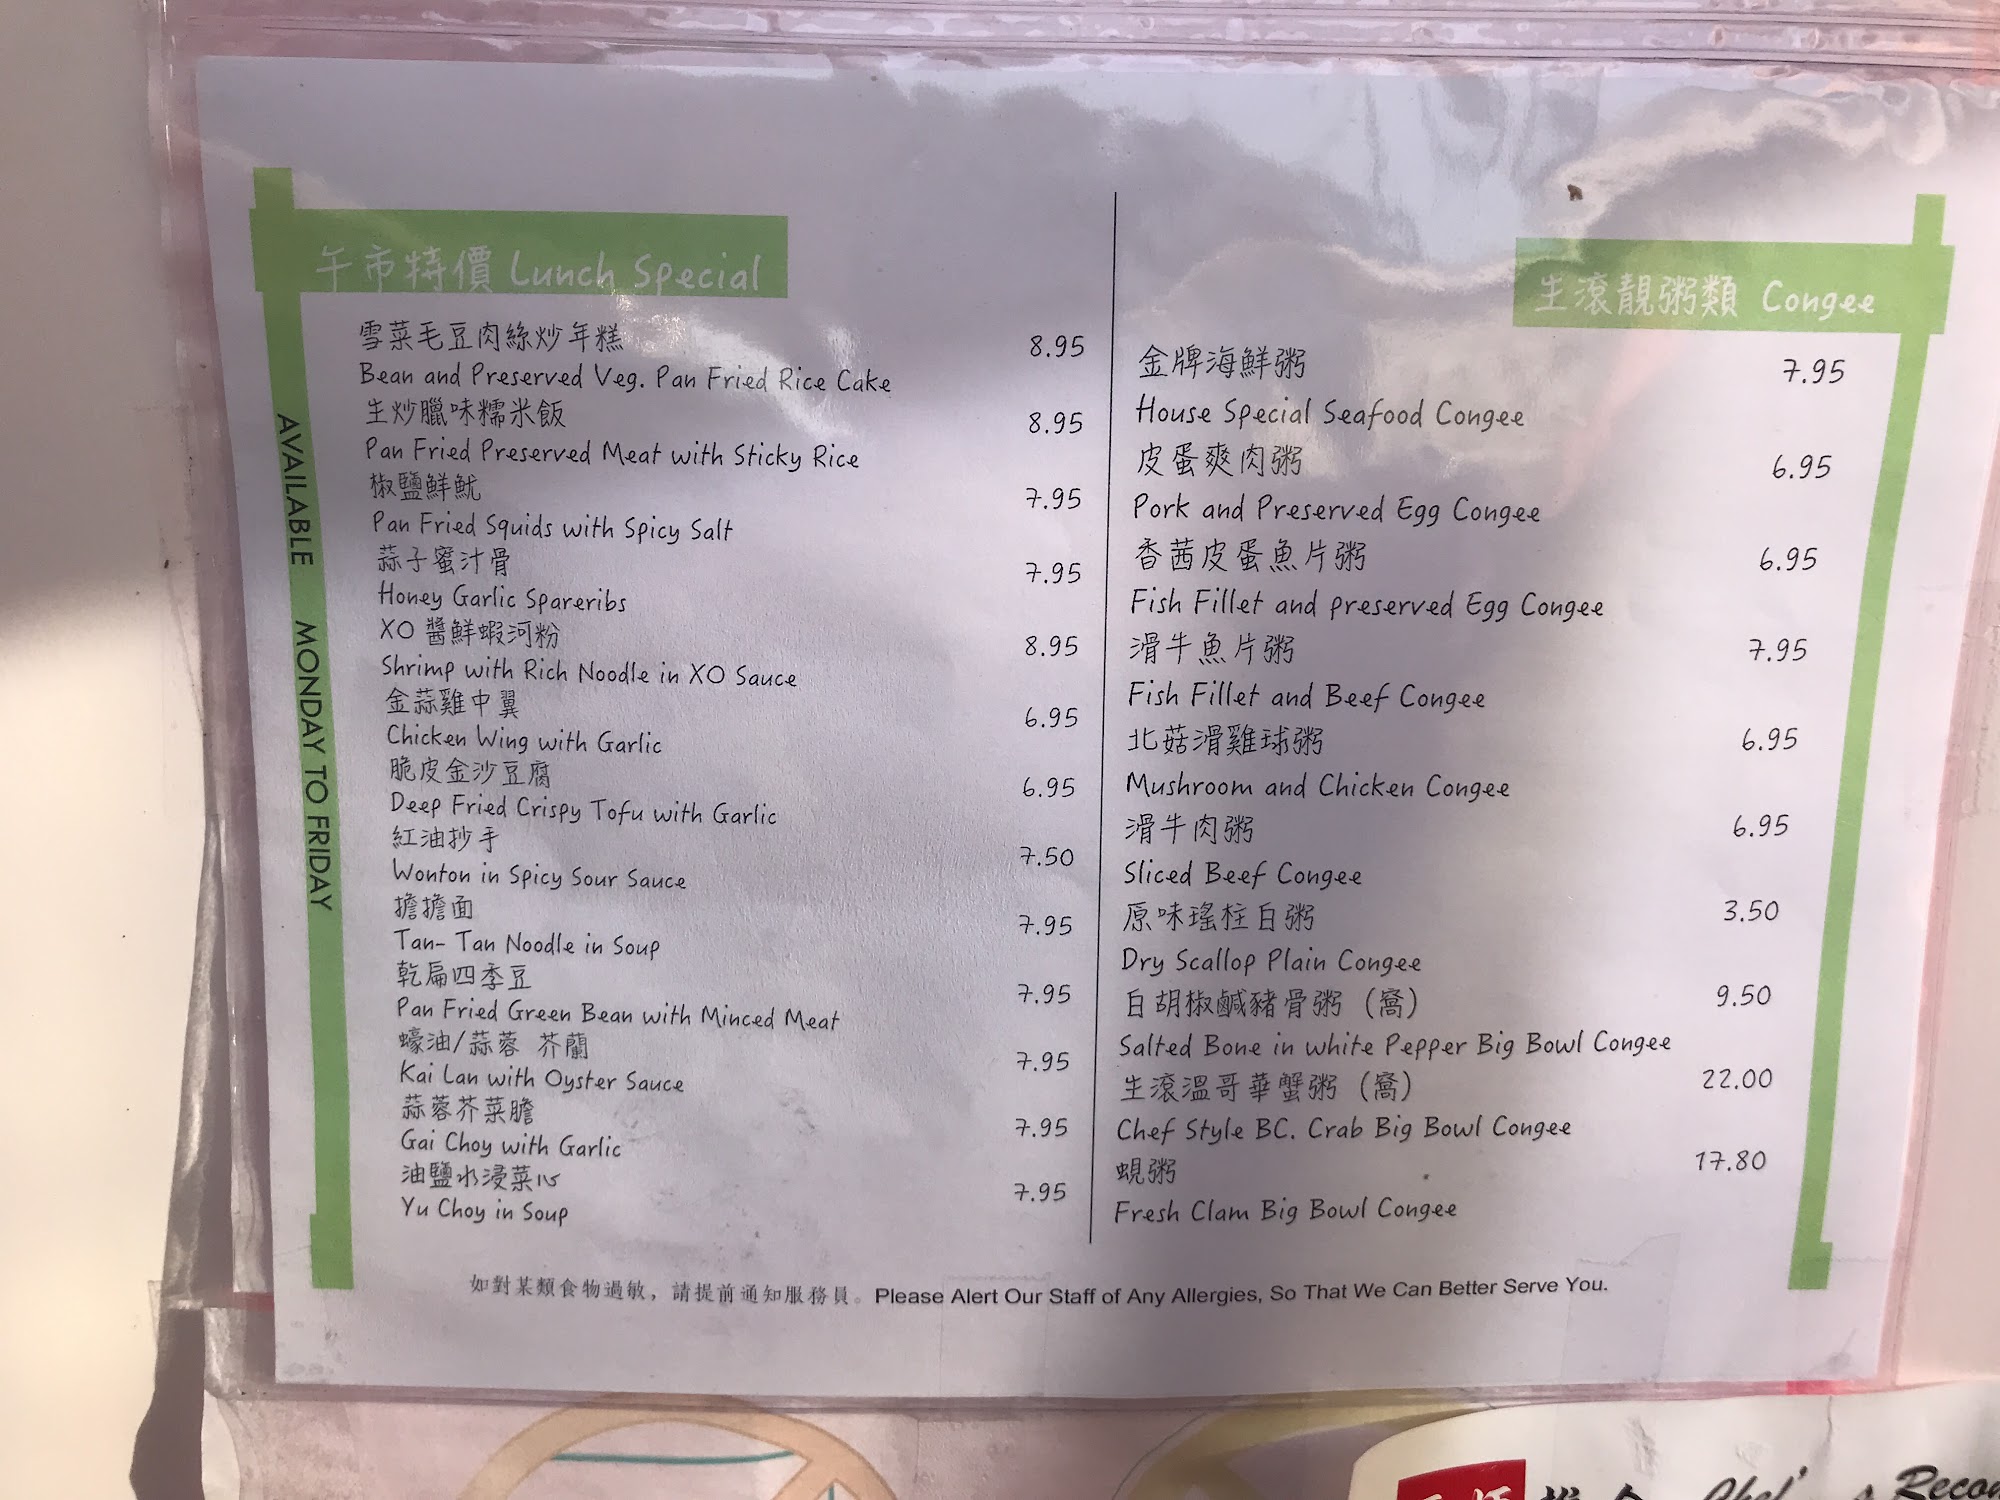 午市特價 Lunch Special
AVAILABLE MONDAY TO FRIDAY
雪菜毛豆肉絲炒年糕 8.95
Bean and Preserved Veg. Pan Fried Rice Cake
生炒臘味糯米飯 8.95
Pan Fried Preserved Meat with Sticky Rice
椒鹽鮮魷 7.95
Pan Fried Squids with Spicy Salt
蒜子蜜汁骨 7.95
Honey Garlic Spareribs
XO 醬鮮蝦河粉 8.95
Shrimp with Rich Noodle in XO Sauce
金蒜雞中翼 6.95
Chicken Wing with Garlic
脆皮金沙豆腐 6.95
Deep Fried Crispy Tofu with Garlic
紅油抄手 7.50
Wonton in Spicy Sour Sauce
擔擔面 7.95
Tan- Tan Noodle in Soup
乾扁四季豆 7.95
Pan Fried Green Bean with Minced Meat
蠔油/蒜蓉 芥蘭 7.95
Kai Lan with Oyster Sauce
蒜蓉芥菜膽 7.95
Gai Choy with Garlic
油鹽水浸菜心 7.95
Yu Choy in Soup
生滾靚粥類 Congee
金牌海鮮粥 7.95
House Special Seafood Congee
皮蛋爽肉粥 6.95
Pork and Preserved Egg Congee
香茜皮蛋魚片粥 6.95
Fish Fillet and preserved Egg Congee
滑牛魚片粥 7.95
Fish Fillet and Beef Congee
北菇滑雞球粥 6.95
Mushroom and Chicken Congee
滑牛肉粥 6.95
Sliced Beef Congee
原味瑤柱白粥 3.50
Dry Scallop Plain Congee
白胡椒鹹豬骨粥（窩） 9.50
Salted Bone in white Pepper Big Bowl Congee
生滾溫哥華蟹粥（窩） 22.00
Chef Style BC. Crab Big Bowl Congee
蜆粥 17.80
Fresh Clam Big Bowl Congee
如對某類食物過敏，請提前通知服務員。Please Alert Our Staff of Any Allergies, So That We Can Better Serve You.